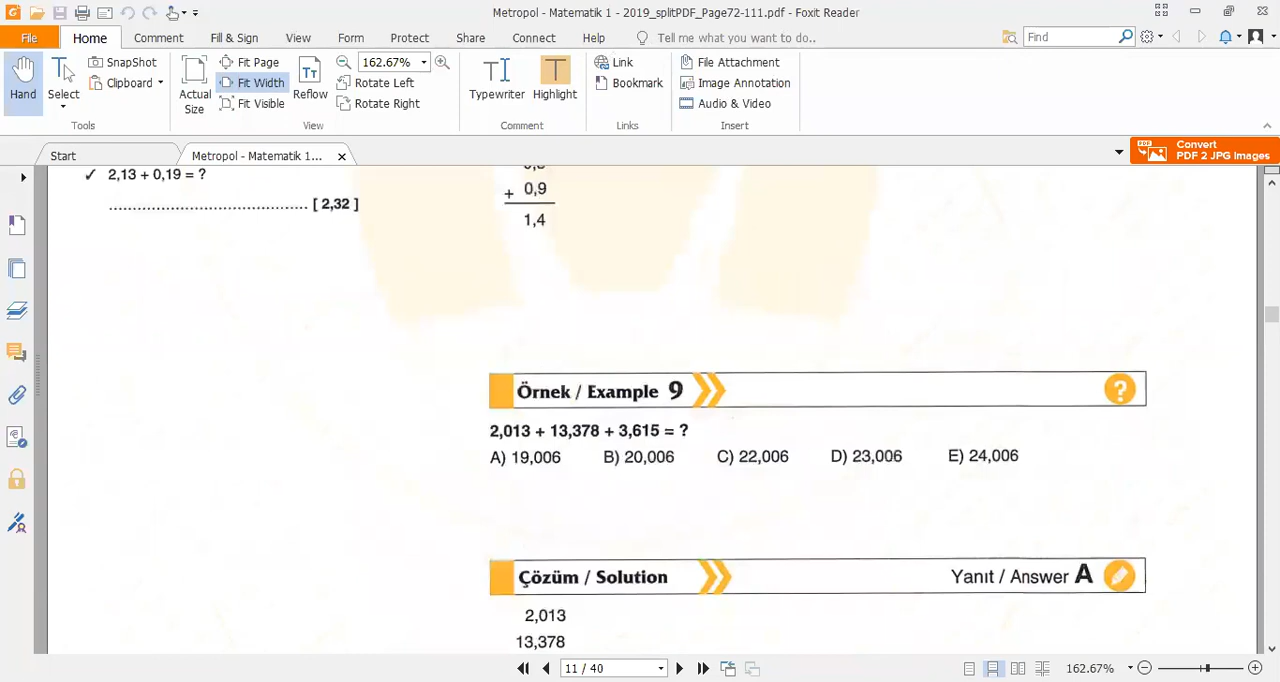 Metropol - Matematik 1 - 2019_splitPDF_Page72-111.pdf - Foxit Reader
File Home Comment Fill & Sign View Form Protect Share Connect Help Tell me what you want to do.. Find
Hand
Select
SnapShot
Clipboard
Tools
Actual Size
Fit Page
Fit Width
Fit Visible
Reflow
162.67%
Rotate Left
Rotate Right
View
Typewriter
Highlight
Comment
Link
Bookmark
Links
File Attachment
Image Annotation
Audio & Video
Insert
Start
Metropol - Matematik 1...
Convert
PDF 2 JPG Images
✓ 2,13 + 0,19 = ?
........................................ [ 2,32 ]
+ 0,9
1,4
Örnek / Example 9
?
2,013 + 13,378 + 3,615 = ?
A) 19,006 B) 20,006 C) 22,006 D) 23,006 E) 24,006
Çözüm / Solution
Yanıt / Answer A
2,013
13,378
11 / 40
162.67%